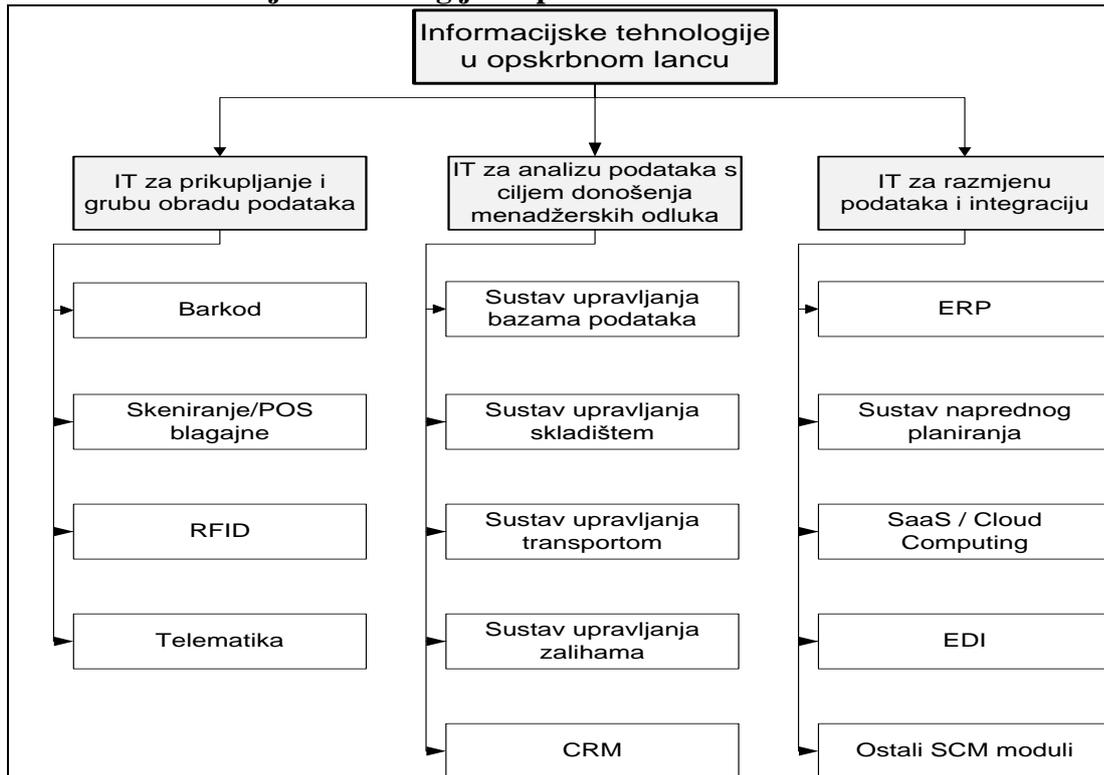 Informacijske tehnologije
u opskrbnom lancu
IT za prikupljanje i
grubu obradu podataka
Barkod
Skeniranje/POS
blagajne
RFID
Telematika
IT za analizu podataka s
ciljem donošenja
menadžerskih odluka
Sustav upravljanja
bazama podataka
Sustav upravljanja
skladištem
Sustav upravljanja
transportom
Sustav upravljanja
zalihama
CRM
IT za razmjenu
podataka i integraciju
ERP
Sustav naprednog
planiranja
SaaS / Cloud
Computing
EDI
Ostali SCM moduli